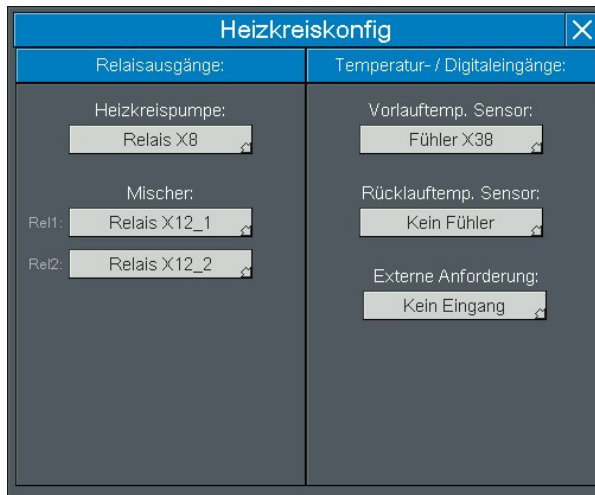 Heizkreiskonfig
Relaisausgänge:
Heizkreispumpe:
Relais X8
Mischer:
Rel1: Relais X12_1
Rel2: Relais X12_2
Temperatur- / Digitaleingänge:
Vorlauftemp. Sensor:
Fühler X38
Rücklauftemp. Sensor:
Kein Fühler
Externe Anforderung:
Kein Eingang